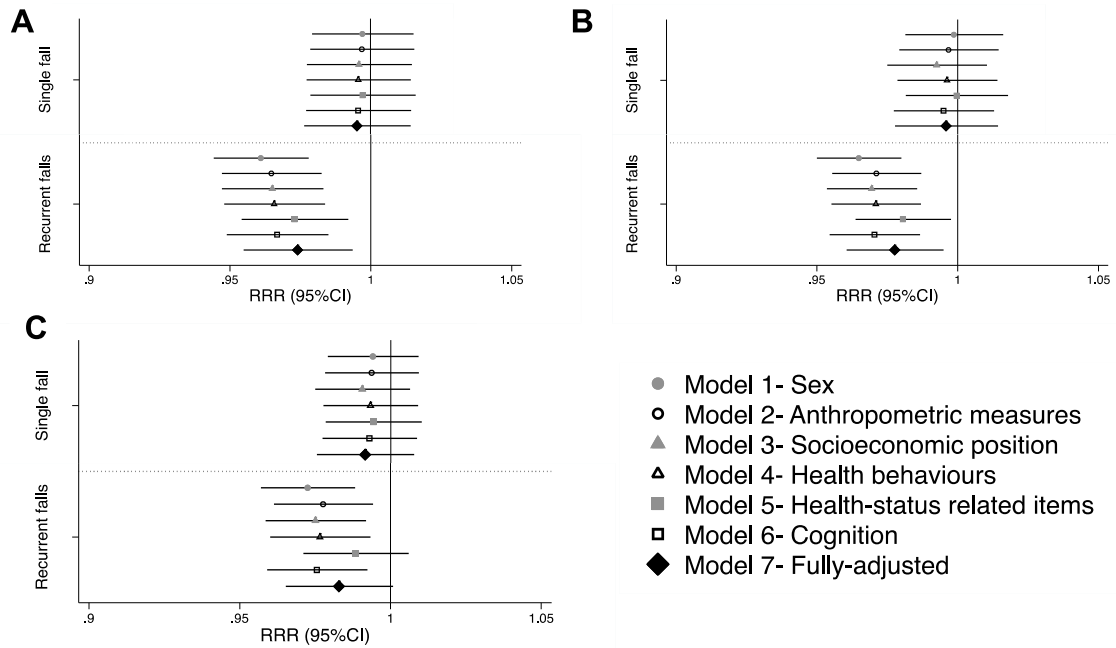 A
Single fall
Recurrent falls
.9
.95
1
1.05
RRR (95%CI)
B
Single fall
Recurrent falls
.9
.95
1
1.05
RRR (95%CI)
C
Single fall
Recurrent falls
.9
.95
1
1.05
RRR (95%CI)
Model 1- Sex
Model 2- Anthropometric measures
Model 3- Socioeconomic position
Model 4- Health behaviours
Model 5- Health-status related items
Model 6- Cognition
Model 7- Fully-adjusted